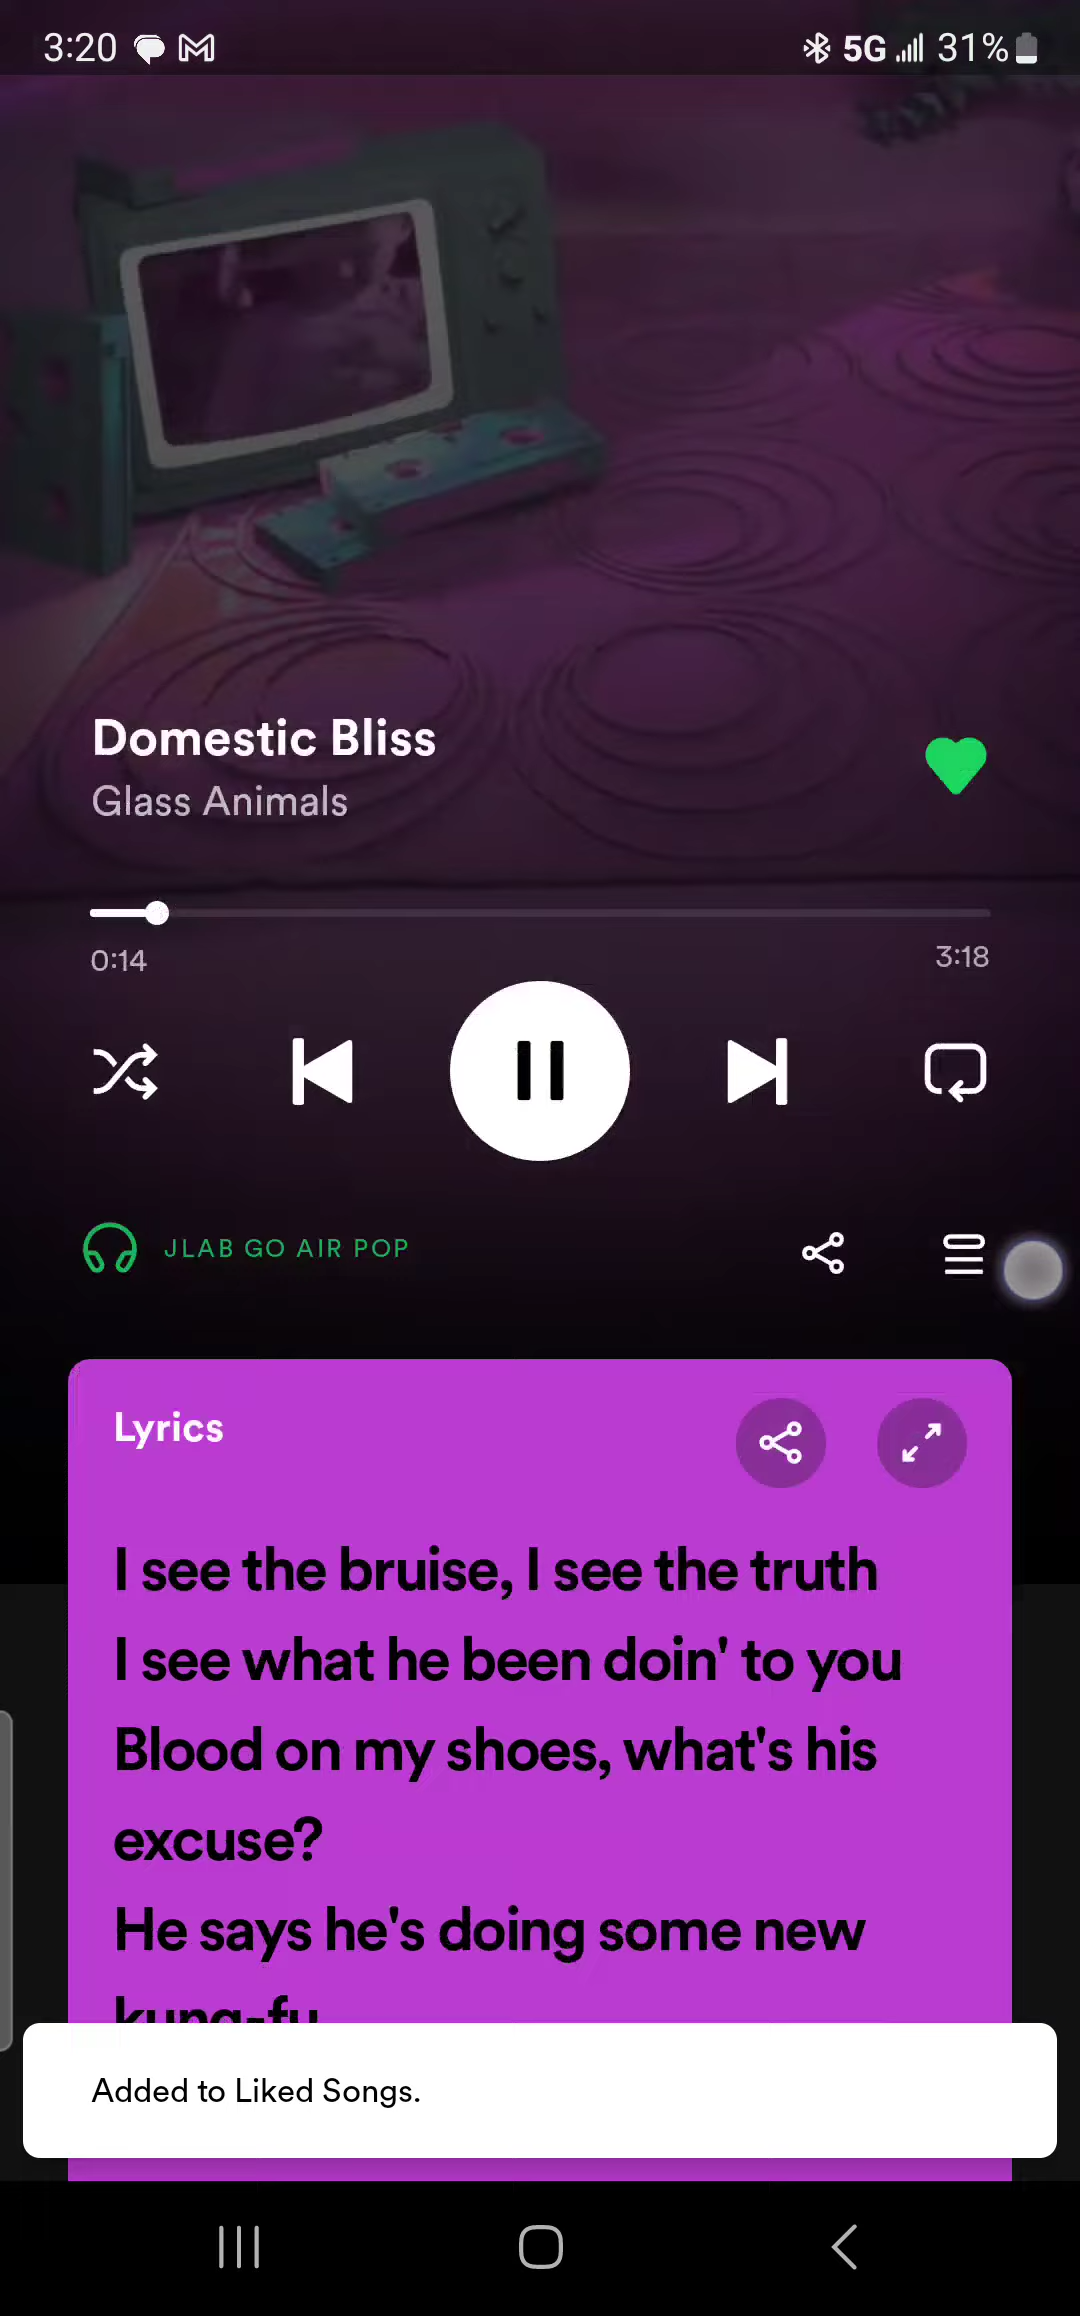 3:20
5G 31%
Domestic Bliss
Glass Animals
0:14
3:18
JLAB GO AIR POP
Lyrics
I see the bruise, I see the truth
I see what he been doin' to you
Blood on my shoes, what's his
excuse?
He says he's doing some new
kung-fu
Added to Liked Songs.